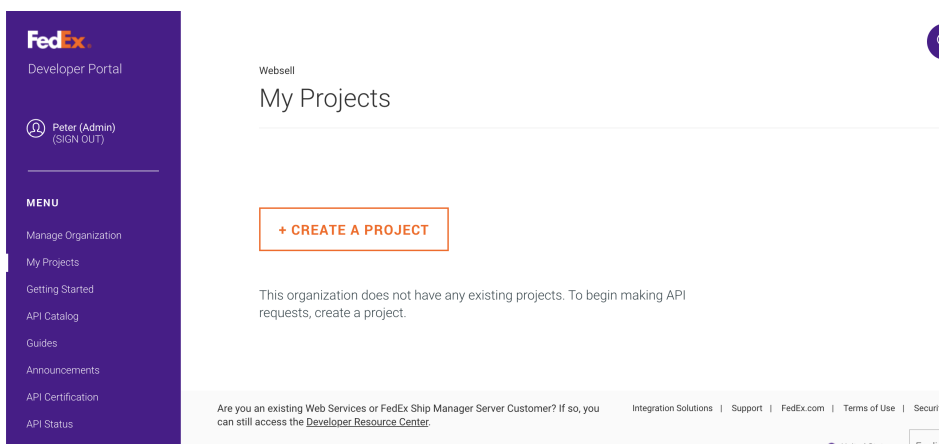 FedEx.
Developer Portal
Peter (Admin)
(SIGN OUT)
MENU
Manage Organization
My Projects
Getting Started
API Catalog
Guides
Announcements
API Certification
API Status
Websell
My Projects
+ CREATE A PROJECT
This organization does not have any existing projects. To begin making API
requests, create a project.
Are you an existing Web Services or FedEx Ship Manager Server Customer? If so, you
can still access the Developer Resource Center.
Integration Solutions | Support | FedEx.com | Terms of Use |